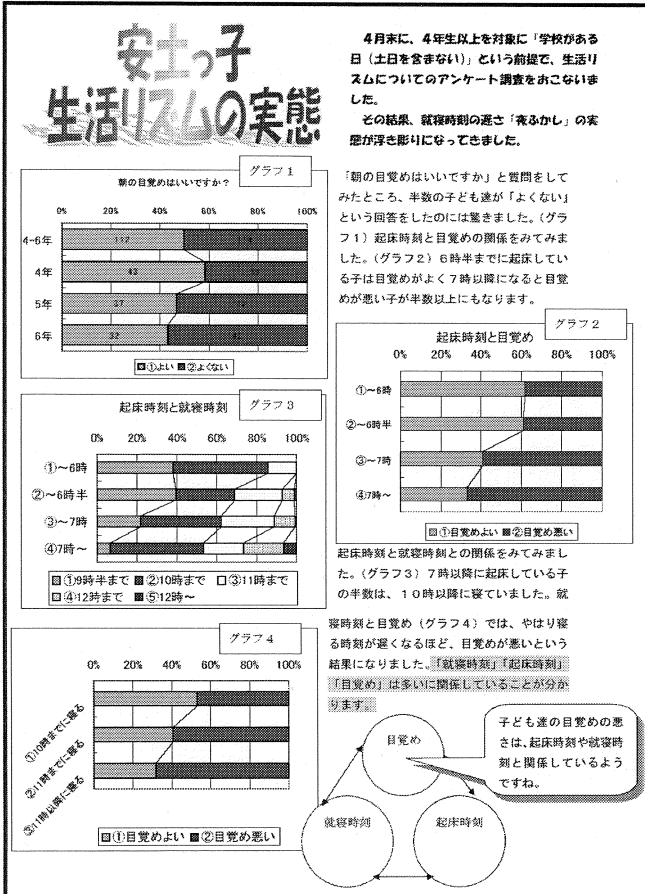 安土っ子
生活リズムの実態
４月末に、４年生以上を対象に「学校がある
日（土日を含まない）」という前提で、生活リ
ズムについてのアンケート調査をおこないま
した。
その結果、就寝時刻の遅さ「夜ふかし」の実
態が浮き彫りになってきました。
グラフ１
朝の目覚めはいいですか？
0% 20% 40% 60% 80% 100%
4-6年 112
4年 43
5年 37
6年 32
①よい ②よくない
「朝の目覚めはいいですか」と質問をして
みたところ、半数の子ども達が「よくない」
という回答をしたのには驚きました。（グラ
フ１）起床時刻と目覚めの関係をみてみま
した。（グラフ２）６時半までに起床してい
る子は目覚めがよく７時以降になると目覚
めが悪い子が半数以上にもなります。
グラフ２
起床時刻と目覚め
0% 20% 40% 60% 80% 100%
①～6時
②～6時半
③～7時
④7時～
①目覚めよい ②目覚め悪い
グラフ３
起床時刻と就寝時刻
0% 20% 40% 60% 80% 100%
①～6時
②～6時半
③～7時
④7時～
①9時半まで ②10時まで ③11時まで
④12時まで ⑤12時～
起床時刻と就寝時刻との関係をみてみまし
た。（グラフ３）７時以降に起床している子
の半数は、１０時以降に寝ていました。就
寝時刻と目覚め（グラフ４）では、やはり寝
る時刻が遅くなるほど、目覚めが悪いという
結果になりました。「就寝時刻」「起床時刻」
「目覚め」は多いに関係していることが分か
ります。
グラフ４
0% 20% 40% 60% 80% 100%
①10時までに寝る
②11時までに寝る
③11時以降に寝る
①目覚めよい ②目覚め悪い
目覚め
就寝時刻
起床時刻
子ども達の目覚めの悪
さは、起床時刻や就寝時
刻と関係しているよう
ですね。